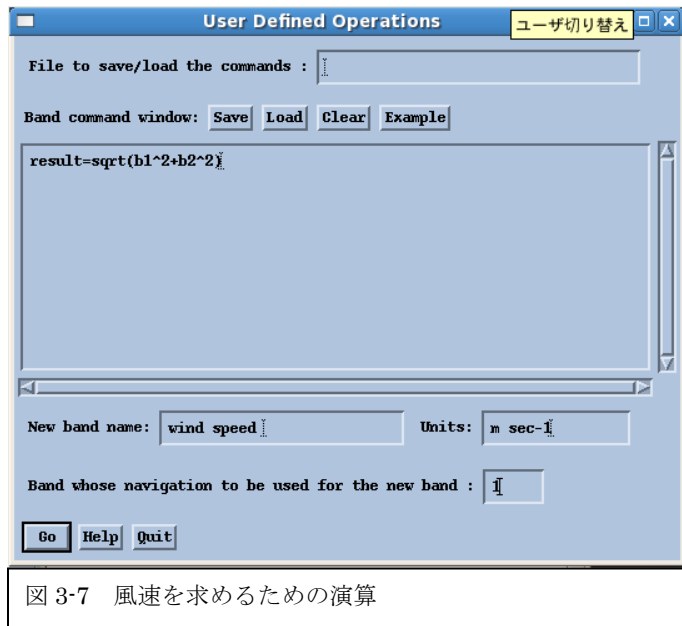 User Defined Operations
ユーザ切り替え
File to save/load the commands :
Band command window: Save Load Clear Example
result=sqrt(b1^2+b2^2)
New band name: wind speed Units: m sec-1
Band whose navigation to be used for the new band : 1
Go Help Quit
図 3-7 風速を求めるための演算